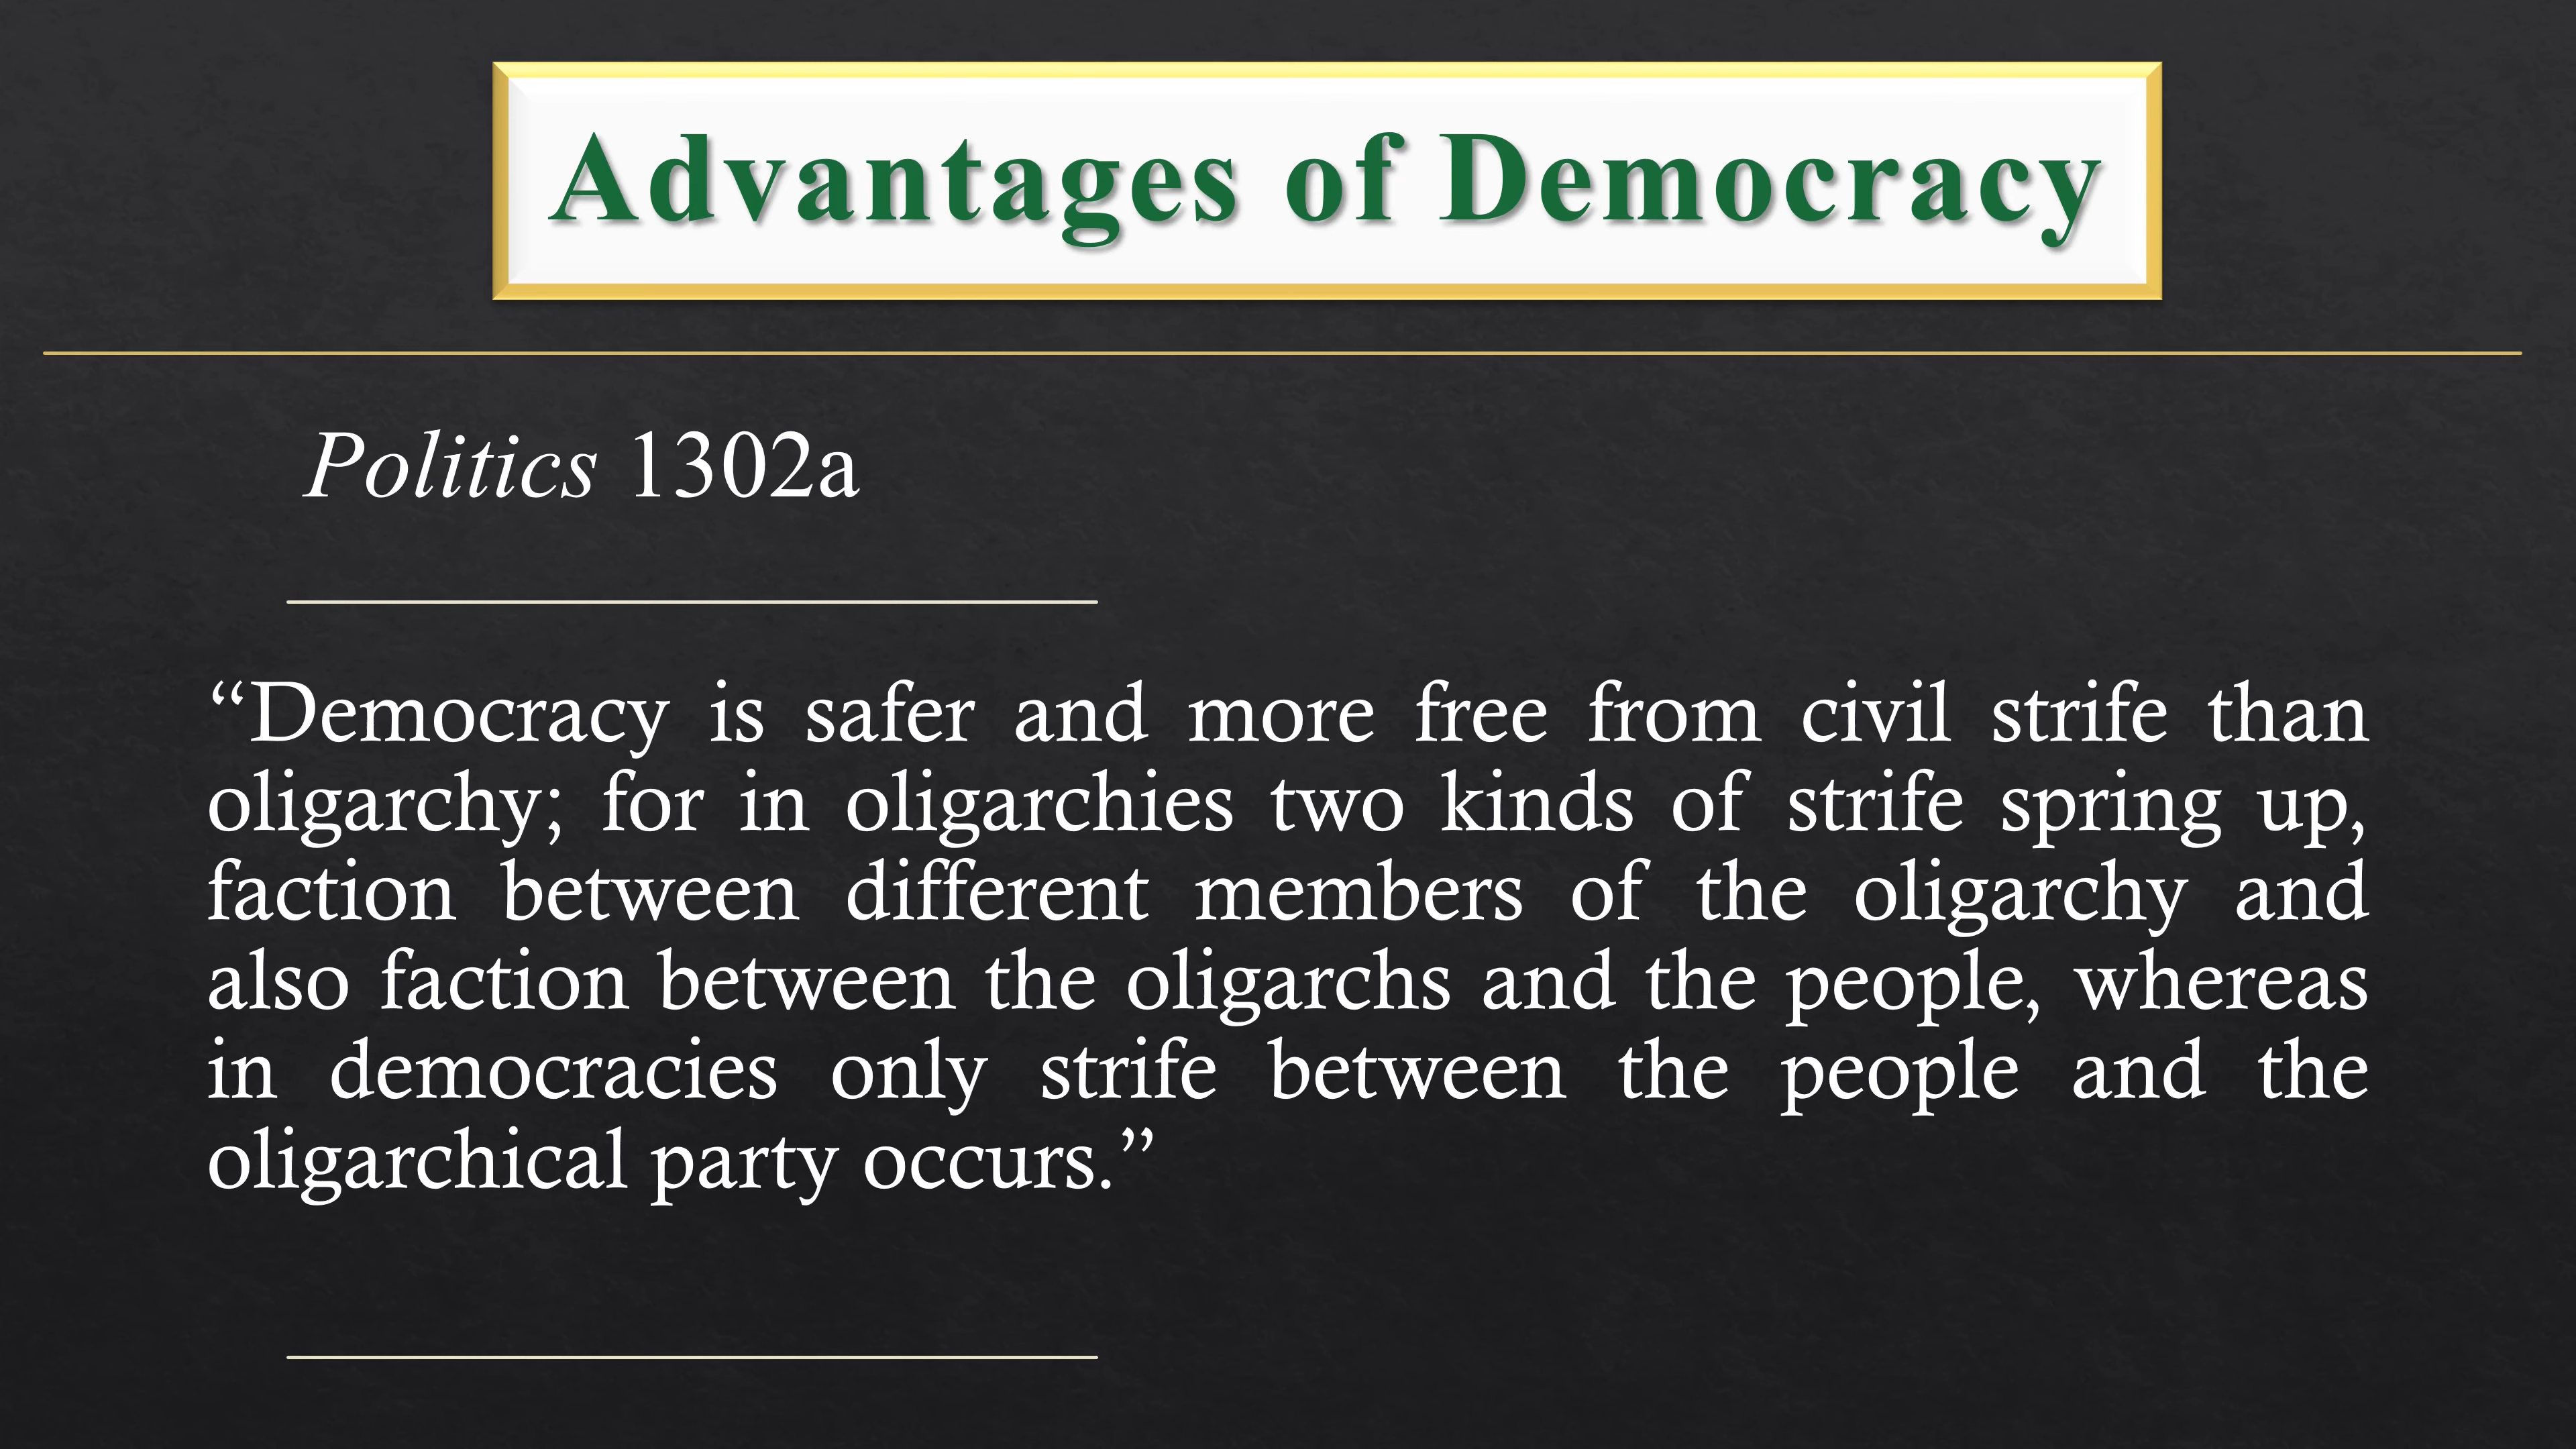 Advantages of Democracy
Politics 1302a
“Democracy is safer and more free from civil strife than
oligarchy; for in oligarchies two kinds of strife spring up,
faction between different members of the oligarchy and
also faction between the oligarchs and the people, whereas
in democracies only strife between the people and the
oligarchical party occurs.”